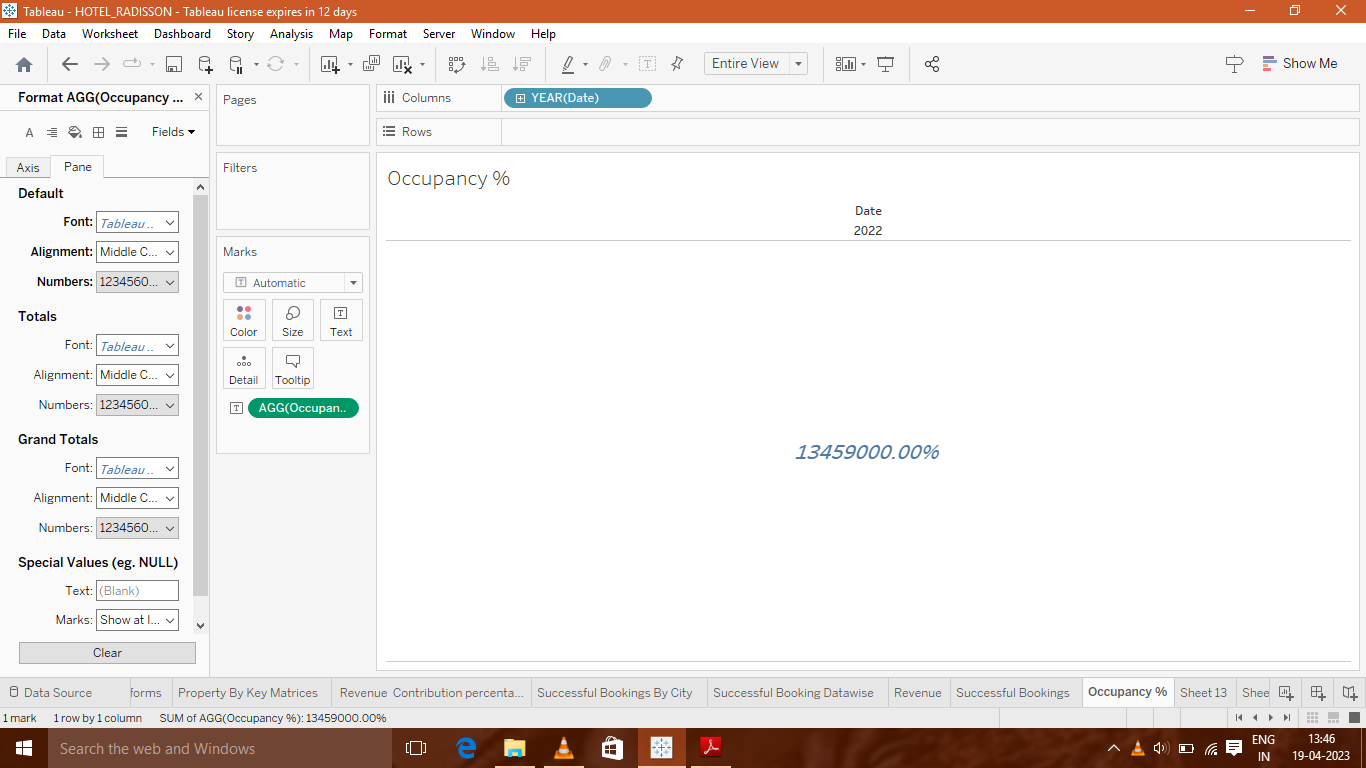 Tableau - HOTEL_RADISSON - Tableau license expires in 12 days
File Data Worksheet Dashboard Story Analysis Map Format Server Window Help
Entire View
Show Me
Format AGG(Occupancy ...
Fields
Axis Pane
Default
Font: Tableau ..
Alignment: Middle C...
Numbers: 1234560...
Totals
Font: Tableau ..
Alignment: Middle C...
Numbers: 1234560...
Grand Totals
Font: Tableau ..
Alignment: Middle C...
Numbers: 1234560...
Special Values (eg. NULL)
Text: (Blank)
Marks: Show at l...
Clear
Pages
Filters
Marks
Automatic
Color Size Text
Detail Tooltip
AGG(Occupan..
Columns YEAR(Date)
Rows
Occupancy %
Date
2022
13459000.00%
Data Source forms Property By Key Matrices Revenue Contribution percenta... Successful Bookings By City Successful Booking Datawise Revenue Successful Bookings Occupancy % Sheet 13 Shee
1 mark 1 row by 1 column SUM of AGG(Occupancy %): 13459000.00%
Search the web and Windows
ENG
IN
13:46
19-04-2023